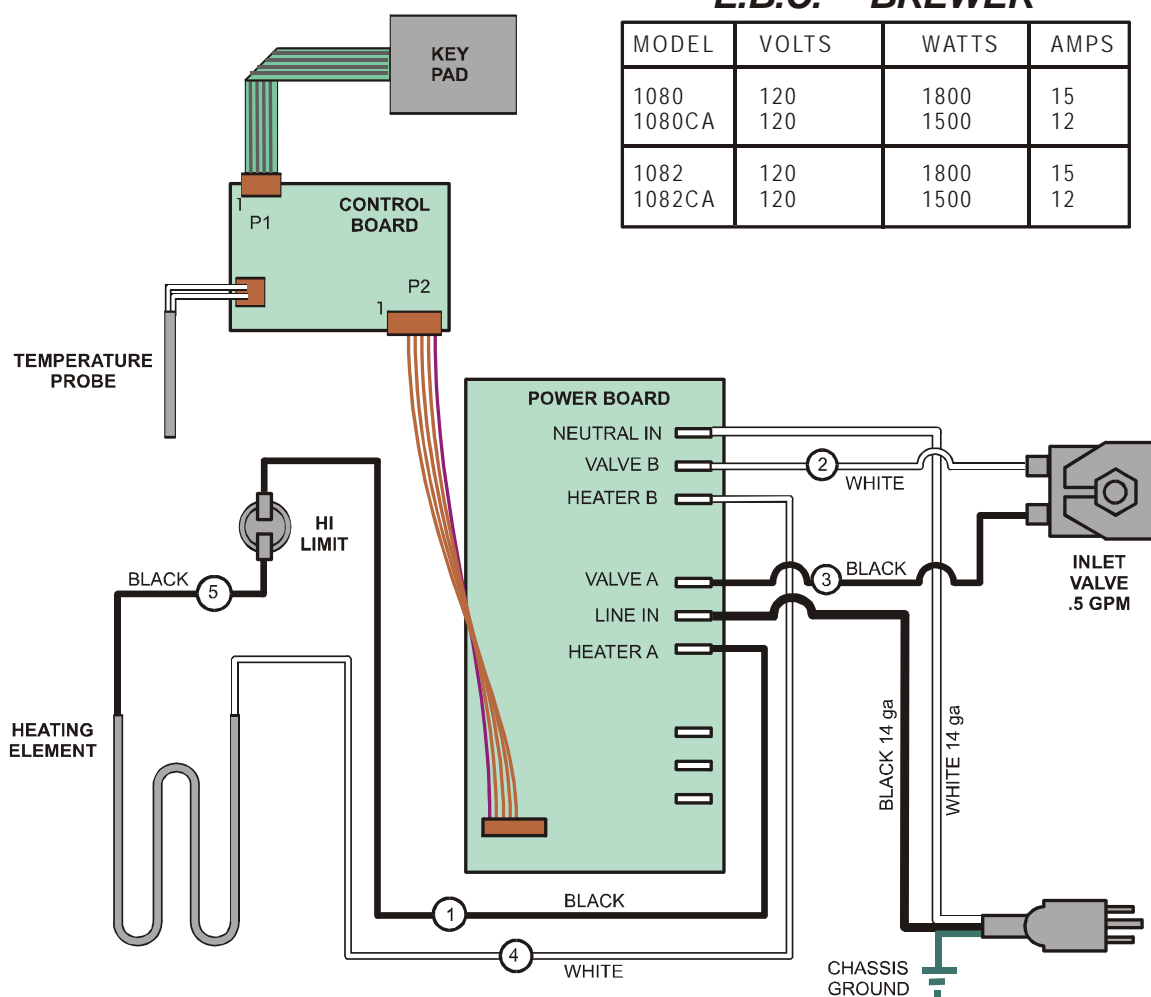 BREWER
MODEL VOLTS WATTS AMPS
1080 120 1800 15
1080CA 120 1500 12
1082 120 1800 15
1082CA 120 1500 12
KEY
PAD
1
P1
CONTROL
BOARD
P2
1
TEMPERATURE
PROBE
POWER BOARD
NEUTRAL IN
VALVE B
2
WHITE
HEATER B
HI
LIMIT
BLACK
5
VALVE A
3
BLACK
INLET
VALVE
.5 GPM
LINE IN
HEATER A
HEATING
ELEMENT
BLACK 14 ga
WHITE 14 ga
1
BLACK
4
WHITE
CHASSIS
GROUND